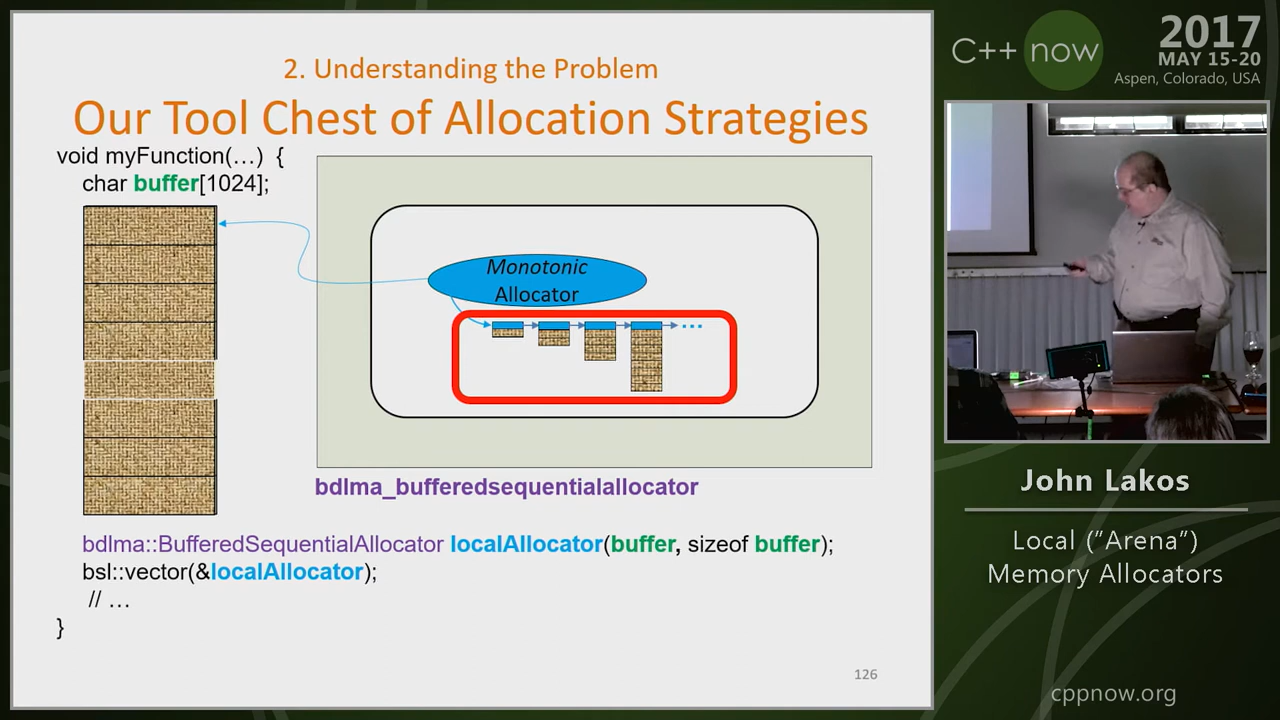 2. Understanding the Problem
Our Tool Chest of Allocation Strategies
void myFunction(…) {
char buffer[1024];
Monotonic
Allocator
bdlma_bufferedsequentialallocator
bdlma::BufferedSequentialAllocator localAllocator(buffer, sizeof buffer);
bsl::vector(&localAllocator);
// …
}
126
C++ now
2017
MAY 15-20
Aspen, Colorado, USA
John Lakos
Local ("Arena")
Memory Allocators
cppnow.org